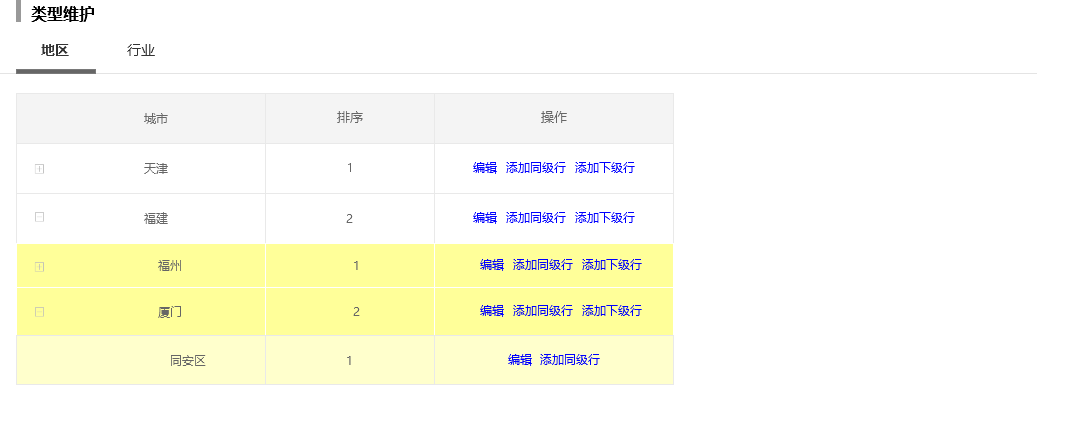 类型维护
地区 行业
城市 排序 操作
天津 1 编辑 添加同级行 添加下级行
福建 2 编辑 添加同级行 添加下级行
福州 1 编辑 添加同级行 添加下级行
厦门 2 编辑 添加同级行 添加下级行
同安区 1 编辑 添加同级行